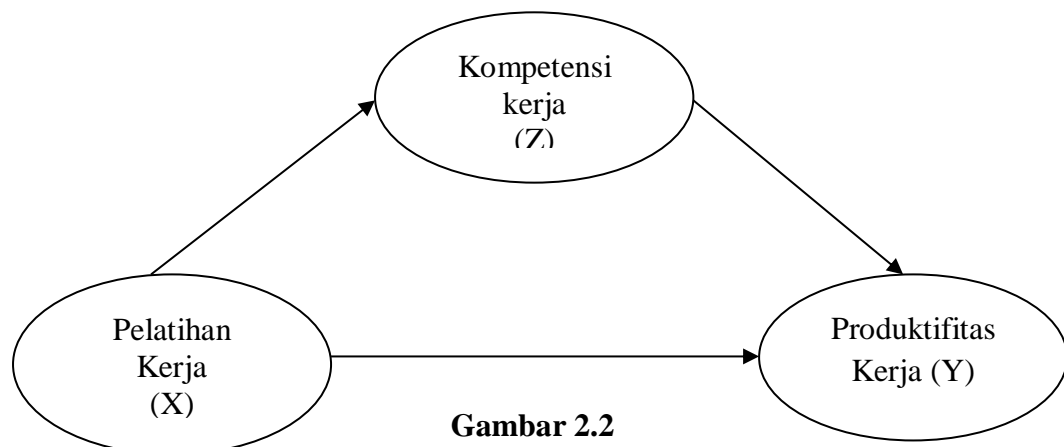 Kompetensi
kerja
(Z)
Pelatihan
Kerja
(X)
Produktifitas
Kerja (Y)
Gambar 2.2